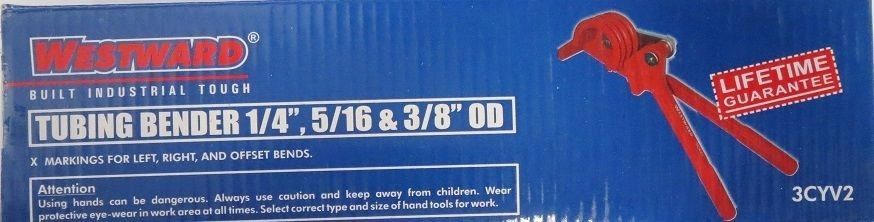 WESTWARD®
BUILT INDUSTRIAL TOUGH
TUBING BENDER 1/4”, 5/16 & 3/8” OD
X MARKINGS FOR LEFT, RIGHT, AND OFFSET BENDS.
Attention
Using hands can be dangerous. Always use caution and keep away from children. Wear
protective eye-wear in work area at all times. Select correct type and size of hand tools for work.
LIFETIME
GUARANTEE
3CYV2